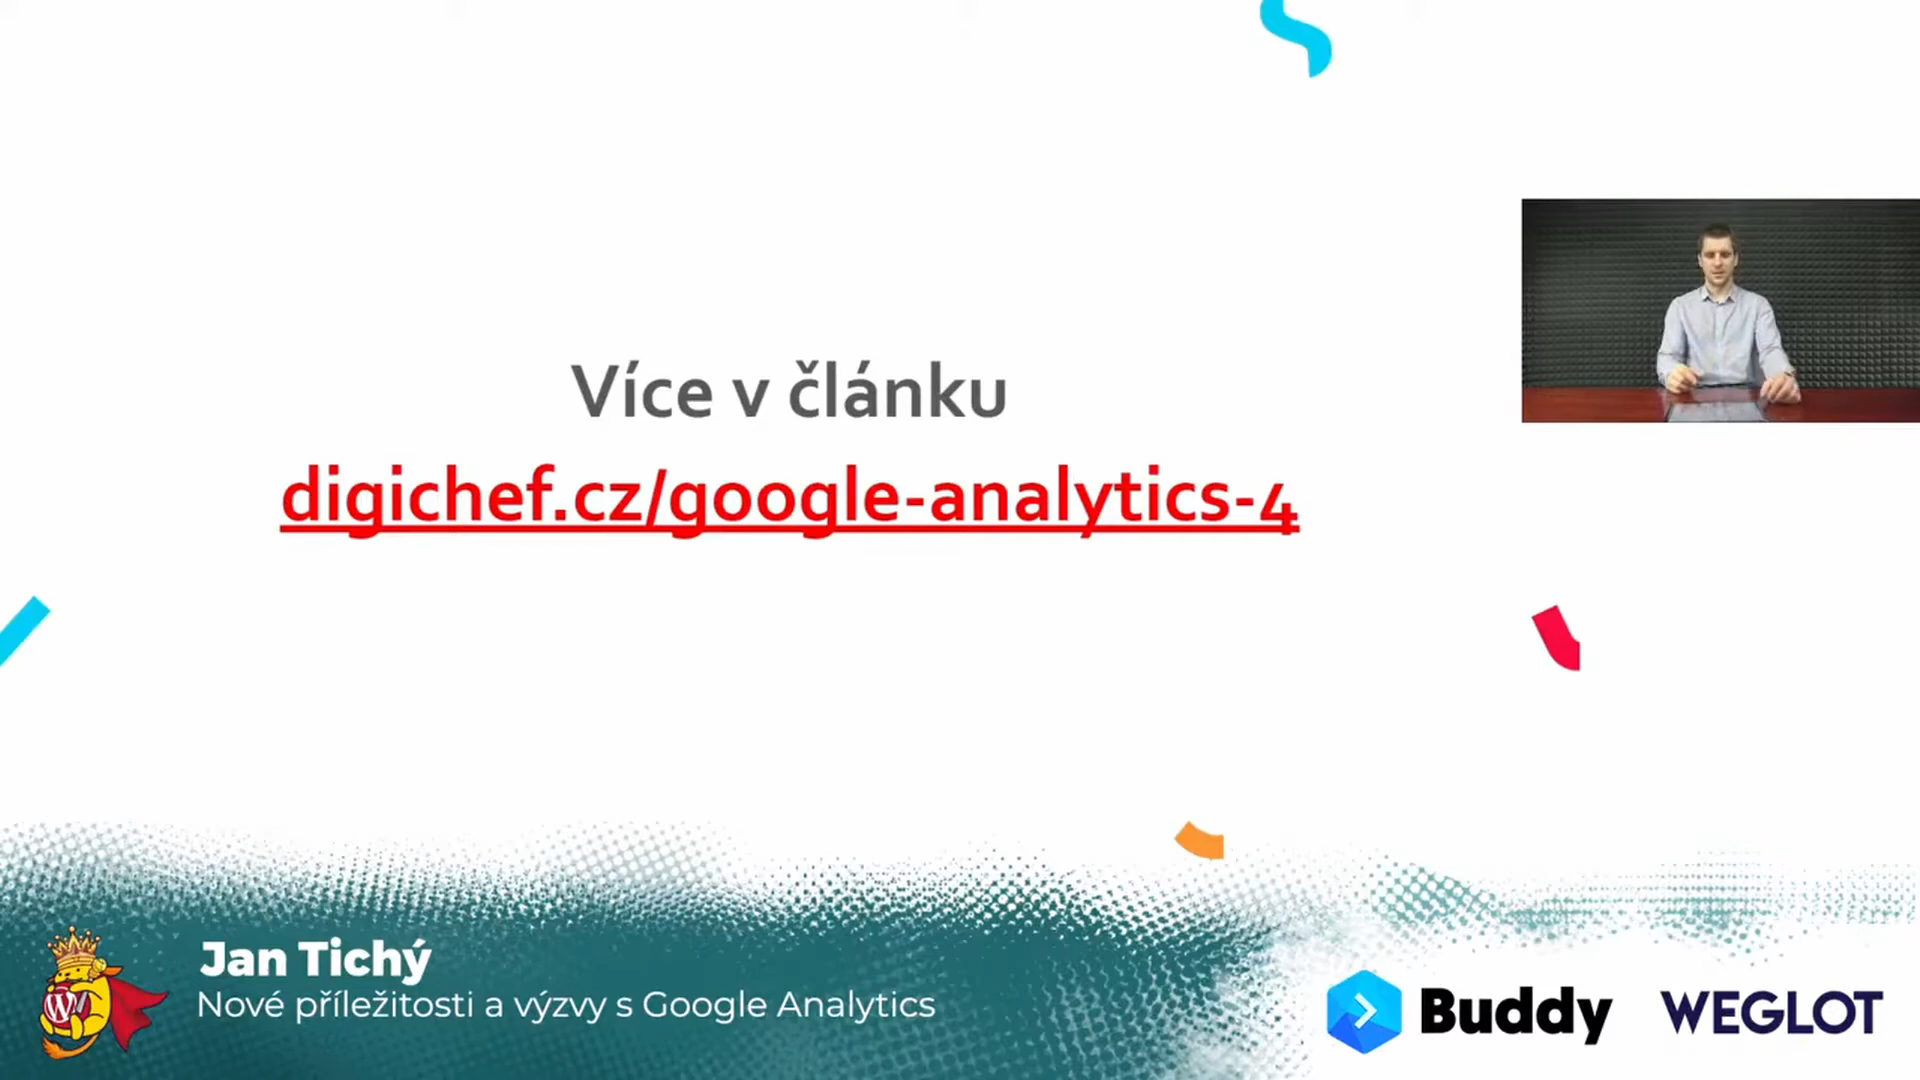 Více v článku
digichef.cz/google-analytics-4
Jan Tichý
Nové příležitosti a výzvy s Google Analytics
Buddy
WEGLOT